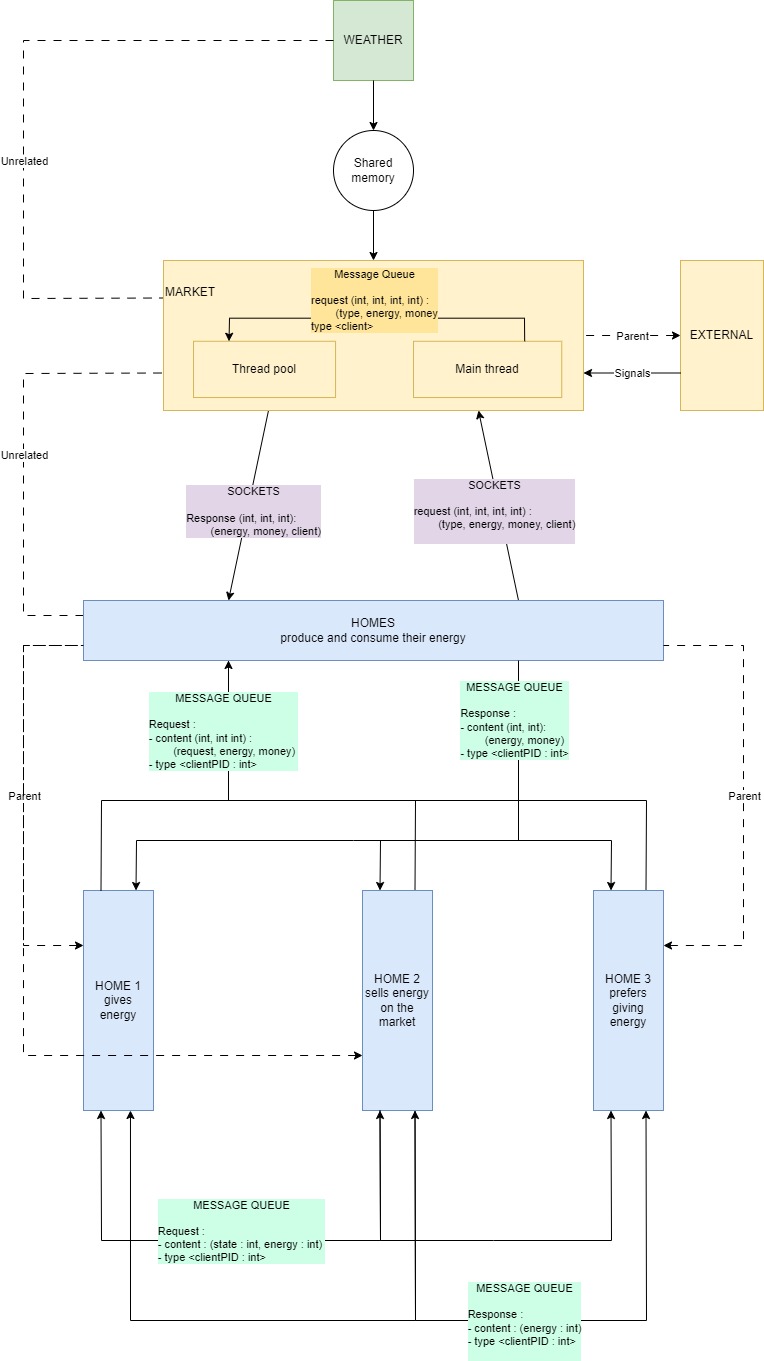 WEATHER
Unrelated
Shared
memory
MARKET
Message Queue
request (int, int, int, int) :
(type, energy, money
type <client>
Thread pool
Main thread
Parent
EXTERNAL
Signals
Unrelated
SOCKETS
Response (int, int, int):
(energy, money, client)
SOCKETS
request (int, int, int, int) :
(type, energy, money, client)
HOMES
produce and consume their energy
MESSAGE QUEUE
Request :
- content (int, int int) :
(request, energy, money)
- type <clientPID : int>
MESSAGE QUEUE
Response :
- content (int, int):
(energy, money)
- type <clientPID : int>
Parent
Parent
HOME 1
gives
energy
HOME 2
sells energy
on the
market
HOME 3
prefers
giving
energy
MESSAGE QUEUE
Request :
- content : (state : int, energy : int)
- type <clientPID : int>
MESSAGE QUEUE
Response :
- content : (energy : int)
- type <clientPID : int>